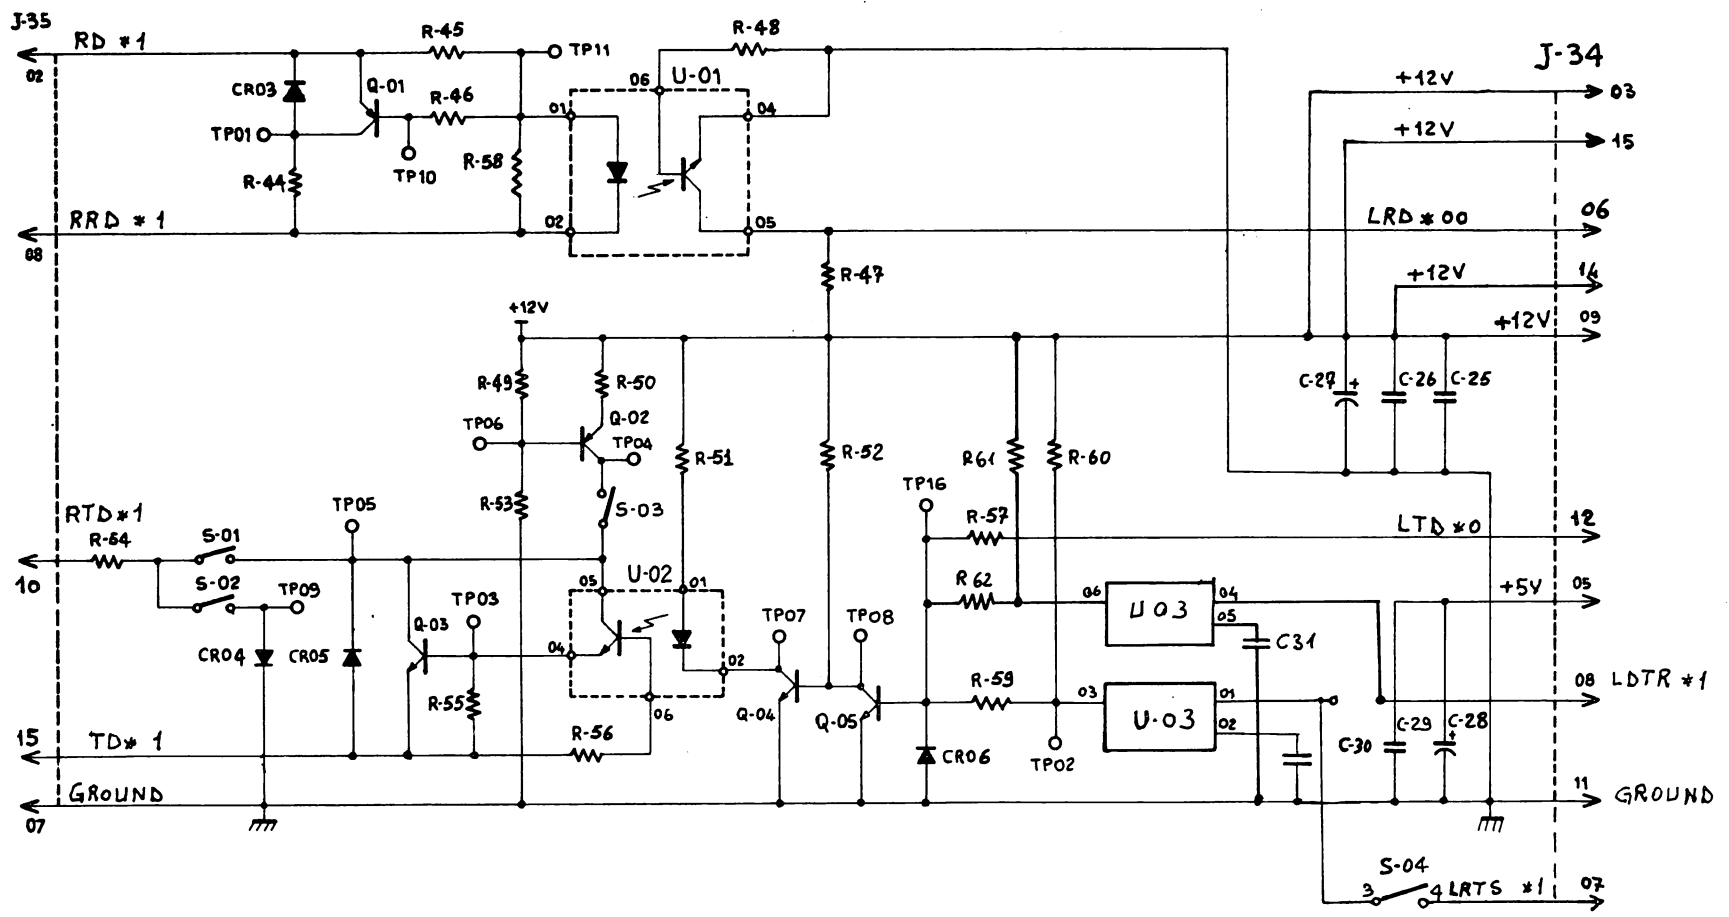 J-35
RD *1
02
R-45
TP11
R-48
J-34
CR03
Q-01
R-46
06
U-01
+12V
03
TP01
01
04
+12V
15
R-44
TP10
R-58
RRD * 1
08
02
05
LRD * 00
06
R-47
+12V
14
+12V
+12V
09
R-49
R-50
C-27
+
C-26
C-25
TP06
Q-02
TP04
R-51
R-52
R61
R-60
R-53
S-03
TP16
RTD*1
R-54
S-01
TP05
R-57
LTD *0
12
10
S-02
TP09
05
U-02
01
R 62
06
U 03
04
+5V
05
Q-03
TP03
TP07
TP08
05
C31
CR04
CR05
04
02
R-55
06
Q-04
Q-05
R-59
03
U-03
01
02
08
LDTR *1
15
TD* 1
R-56
CR06
TP02
C-30
C-29
C-28
+
GROUND
07
11
GROUND
S-04
3
4
LRTS *1
07